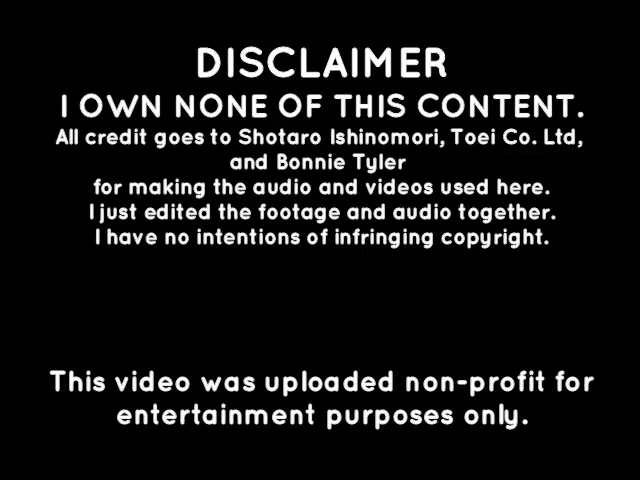 DISCLAIMER
I OWN NONE OF THIS CONTENT.
All credit goes to Shotaro Ishinomori, Toei Co. Ltd,
and Bonnie Tyler
for making the audio and videos used here.
I just edited the footage and audio together.
I have no intentions of infringing copyright.
This video was uploaded non-profit for
entertainment purposes only.